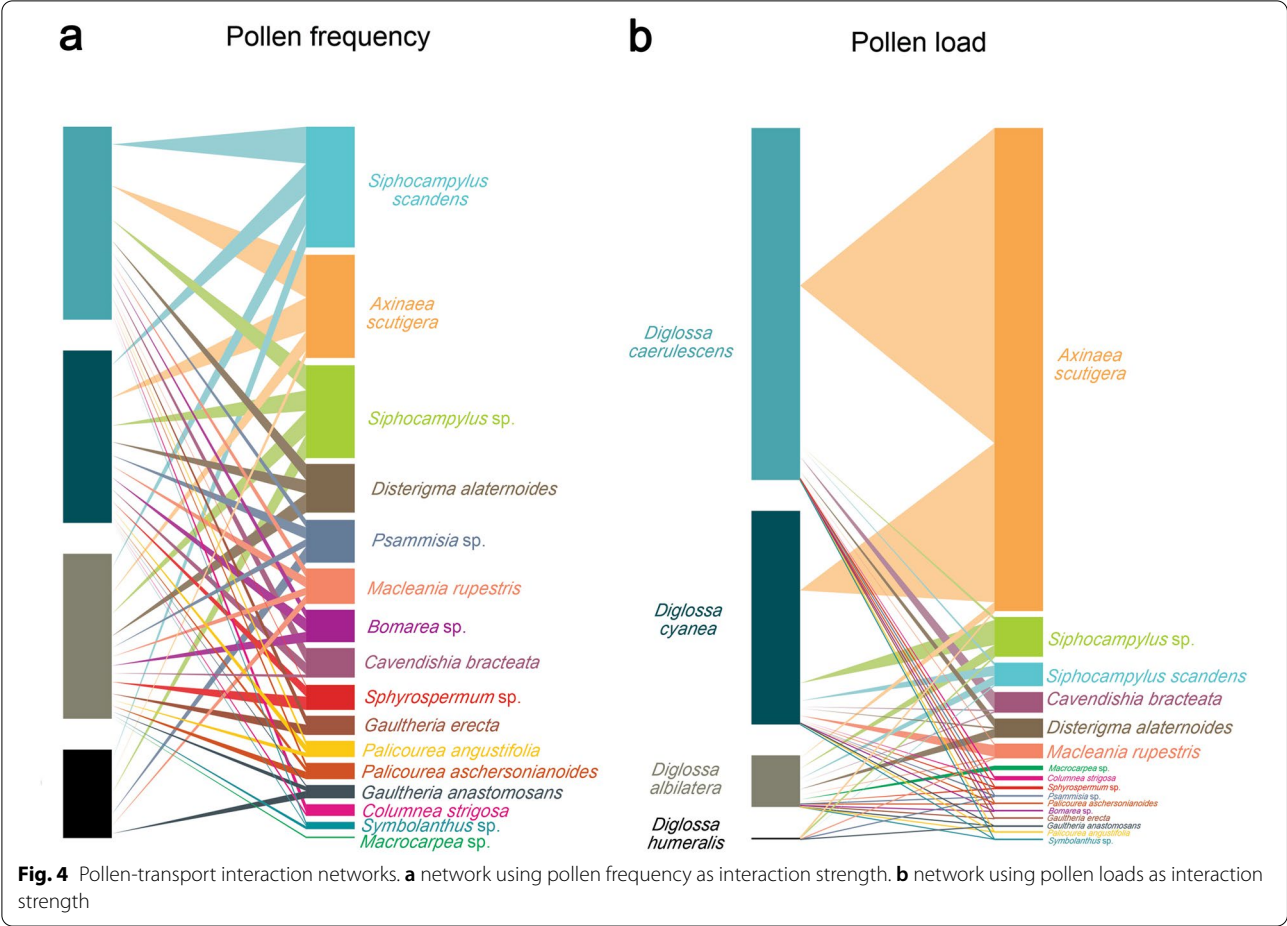 a
Pollen frequency
Siphocampylus
scandens
Axinaea
scutigera
Siphocampylus sp.
Disterigma alaternoides
Psammisia sp.
Macleania rupestris
Bomarea sp.
Cavendishia bracteata
Sphyrospermum sp.
Gaultheria erecta
Palicourea angustifolia
Palicourea aschersonianoides
Gaultheria anastomosans
Columnea strigosa
Symbolanthus sp.
Macrocarpea sp.
b
Pollen load
Diglossa
caerulescens
Diglossa
cyanea
Diglossa
albilatera
Diglossa
humeralis
Axinaea
scutigera
Siphocampylus sp.
Siphocampylus scandens
Cavendishia bracteata
Disterigma alaternoides
Macleania rupestris
Macrocarpea sp.
Columnea strigosa
Sphyrospermum sp.
Psammisia sp.
Palicourea aschersonianoides
Bomarea sp.
Gaultheria erecta
Gaultheria anastomosans
Palicourea angustifolia
Symbolanthus sp.
Fig. 4 Pollen-transport interaction networks. a network using pollen frequency as interaction strength. b network using pollen loads as interaction
strength